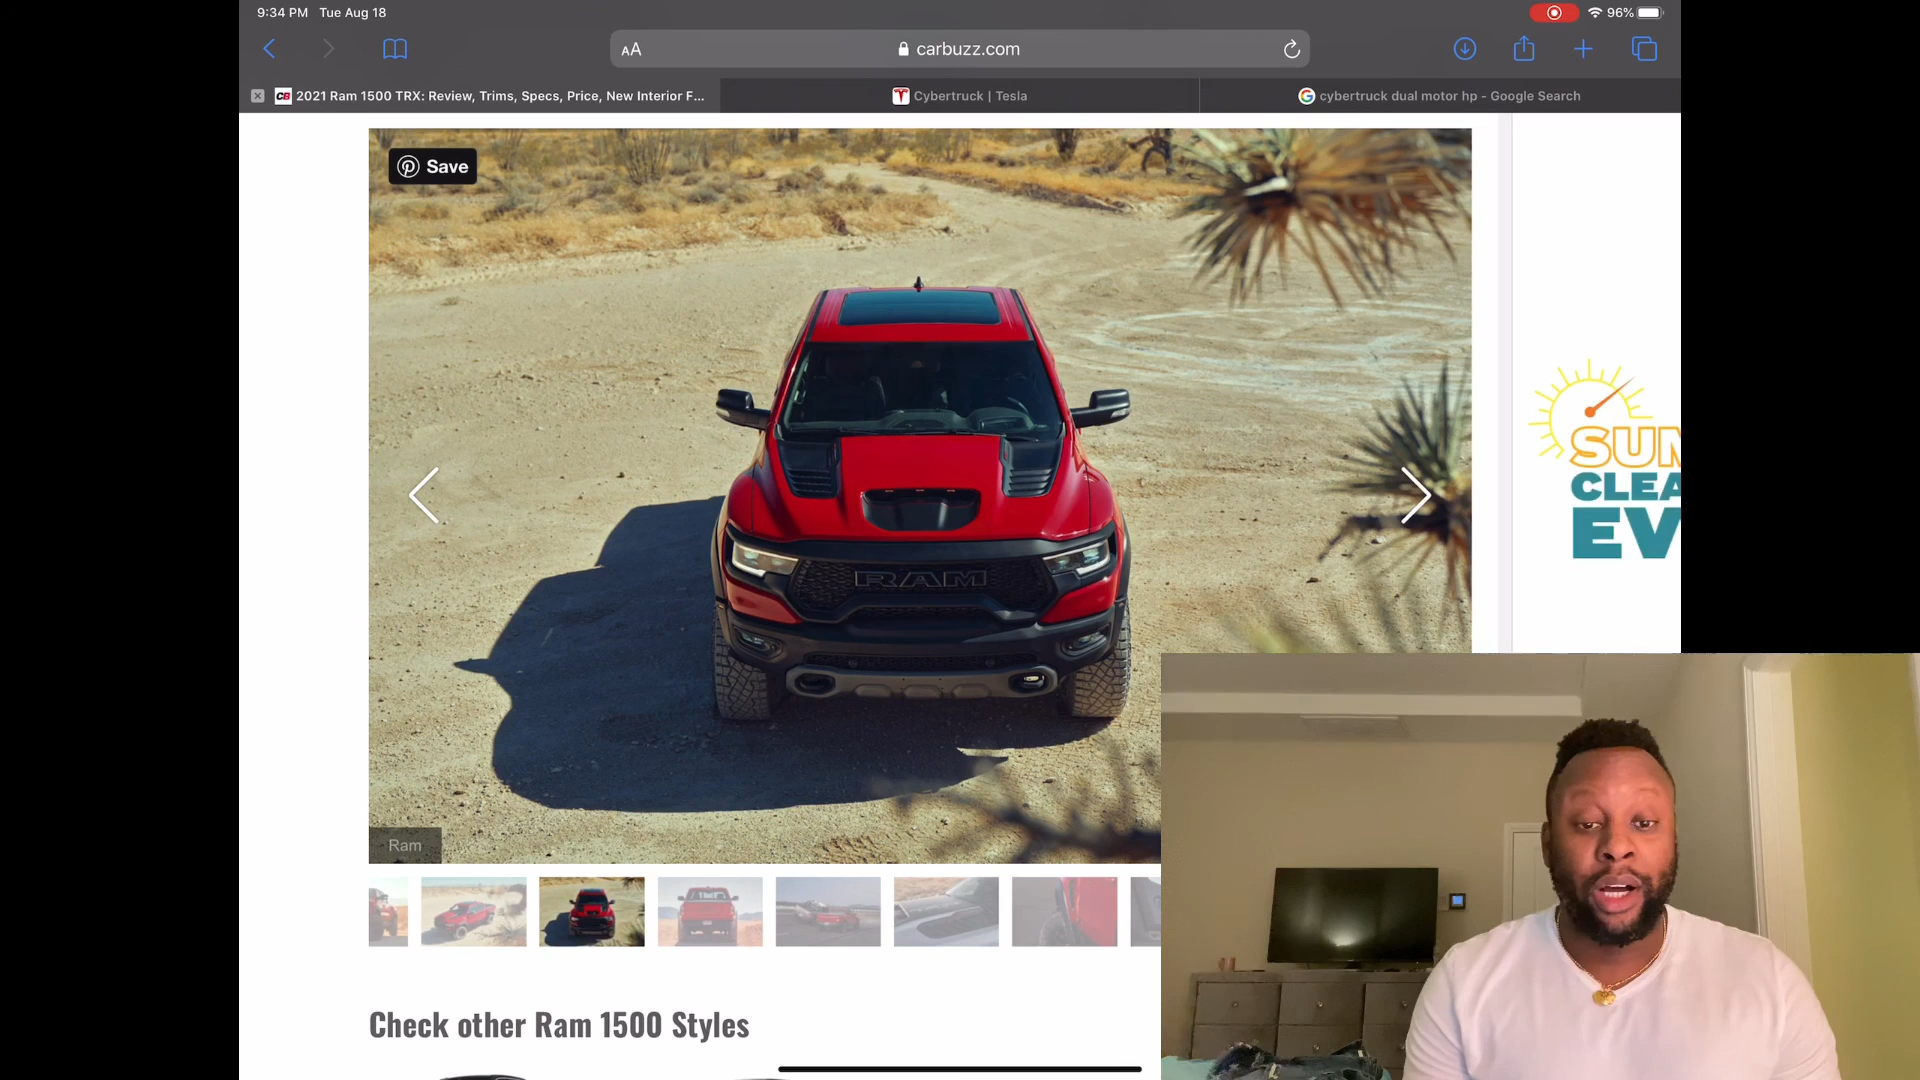 9:34 PM Tue Aug 18
96%
AA
carbuzz.com
CB 2021 Ram 1500 TRX: Review, Trims, Specs, Price, New Interior F...
Cybertruck | Tesla
cybertruck dual motor hp - Google Search
Save
RAM
SUM
CLEA
EV
Ram
Check other Ram 1500 Styles